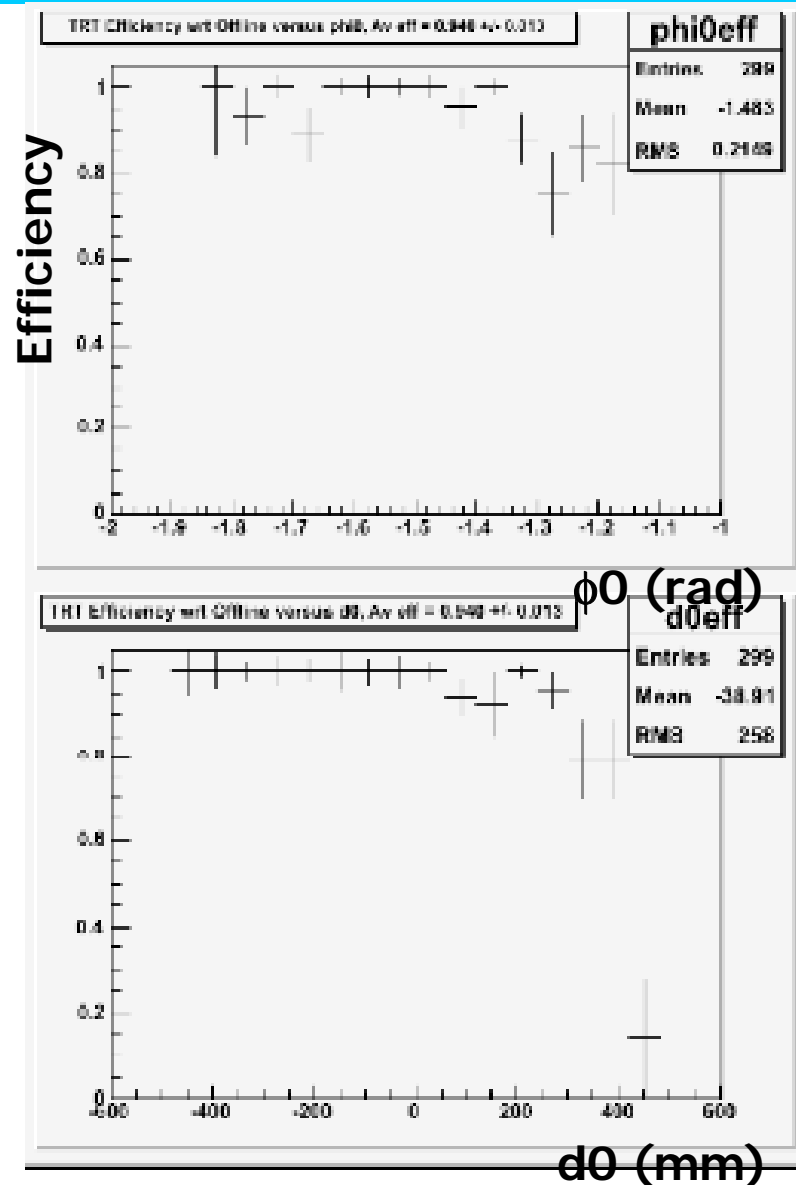 TRT Efficiency wrt Offline versus phi0, Av eff = 0.940 +/- 0.013
phi0eff
Entries 299
Mean -1.483
RMS 0.2149
Efficiency
1
0.8
0.6
0.4
0.2
0
-2 -1.9 -1.8 -1.7 -1.6 -1.5 -1.4 -1.3 -1.2 -1.1 -1
ϕ0 (rad)
TRT Efficiency wrt Offline versus d0, Av eff = 0.940 +/- 0.013
d0eff
Entries 299
Mean -38.91
RMS 256
1
0.8
0.6
0.4
0.2
0
-600 -400 -200 0 200 400 600
d0 (mm)